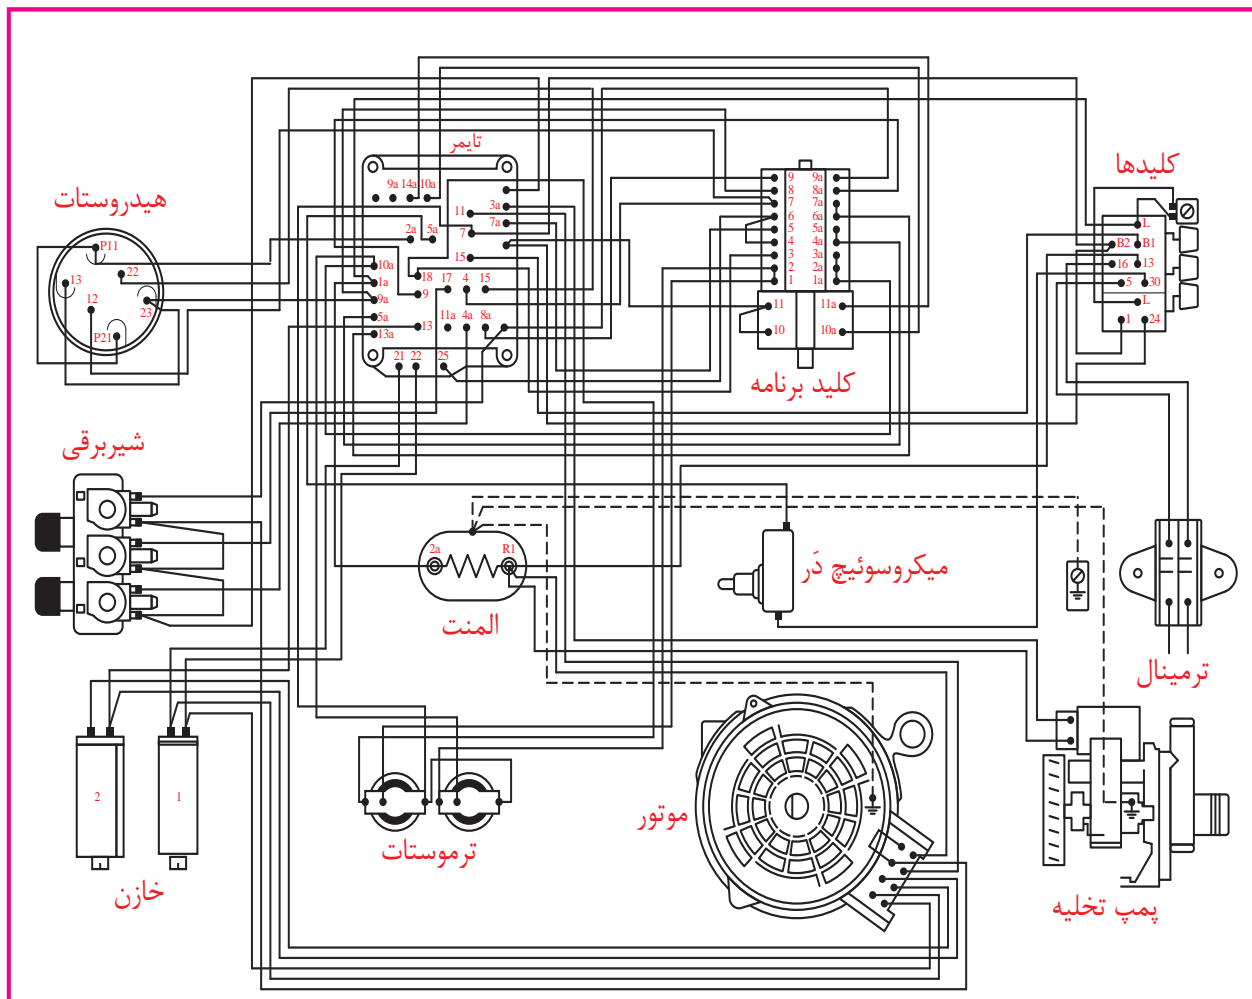 تایمر
9a 14a 10a
3a
11
7a
7
2a 5a
15
10a
18 17 4 15
1a
9
9a
5a
13 11a 4a 8a
13a
21 22 25
هیدروستات
P11
22
13
12
23
P21
9 9a
8 8a
7 7a
6 6a
5 5a
4 4a
3 3a
2 2a
1 1a
11 11a
10 10a
کلید برنامه
کلیدها
L
B2 B1
16 13
5 30
L
1 24
شیربرقی
2a R1
المنت
میکروسوئیچ دَر
ترمینال
2 1
خازن
ترموستات
موتور
پمپ تخلیه